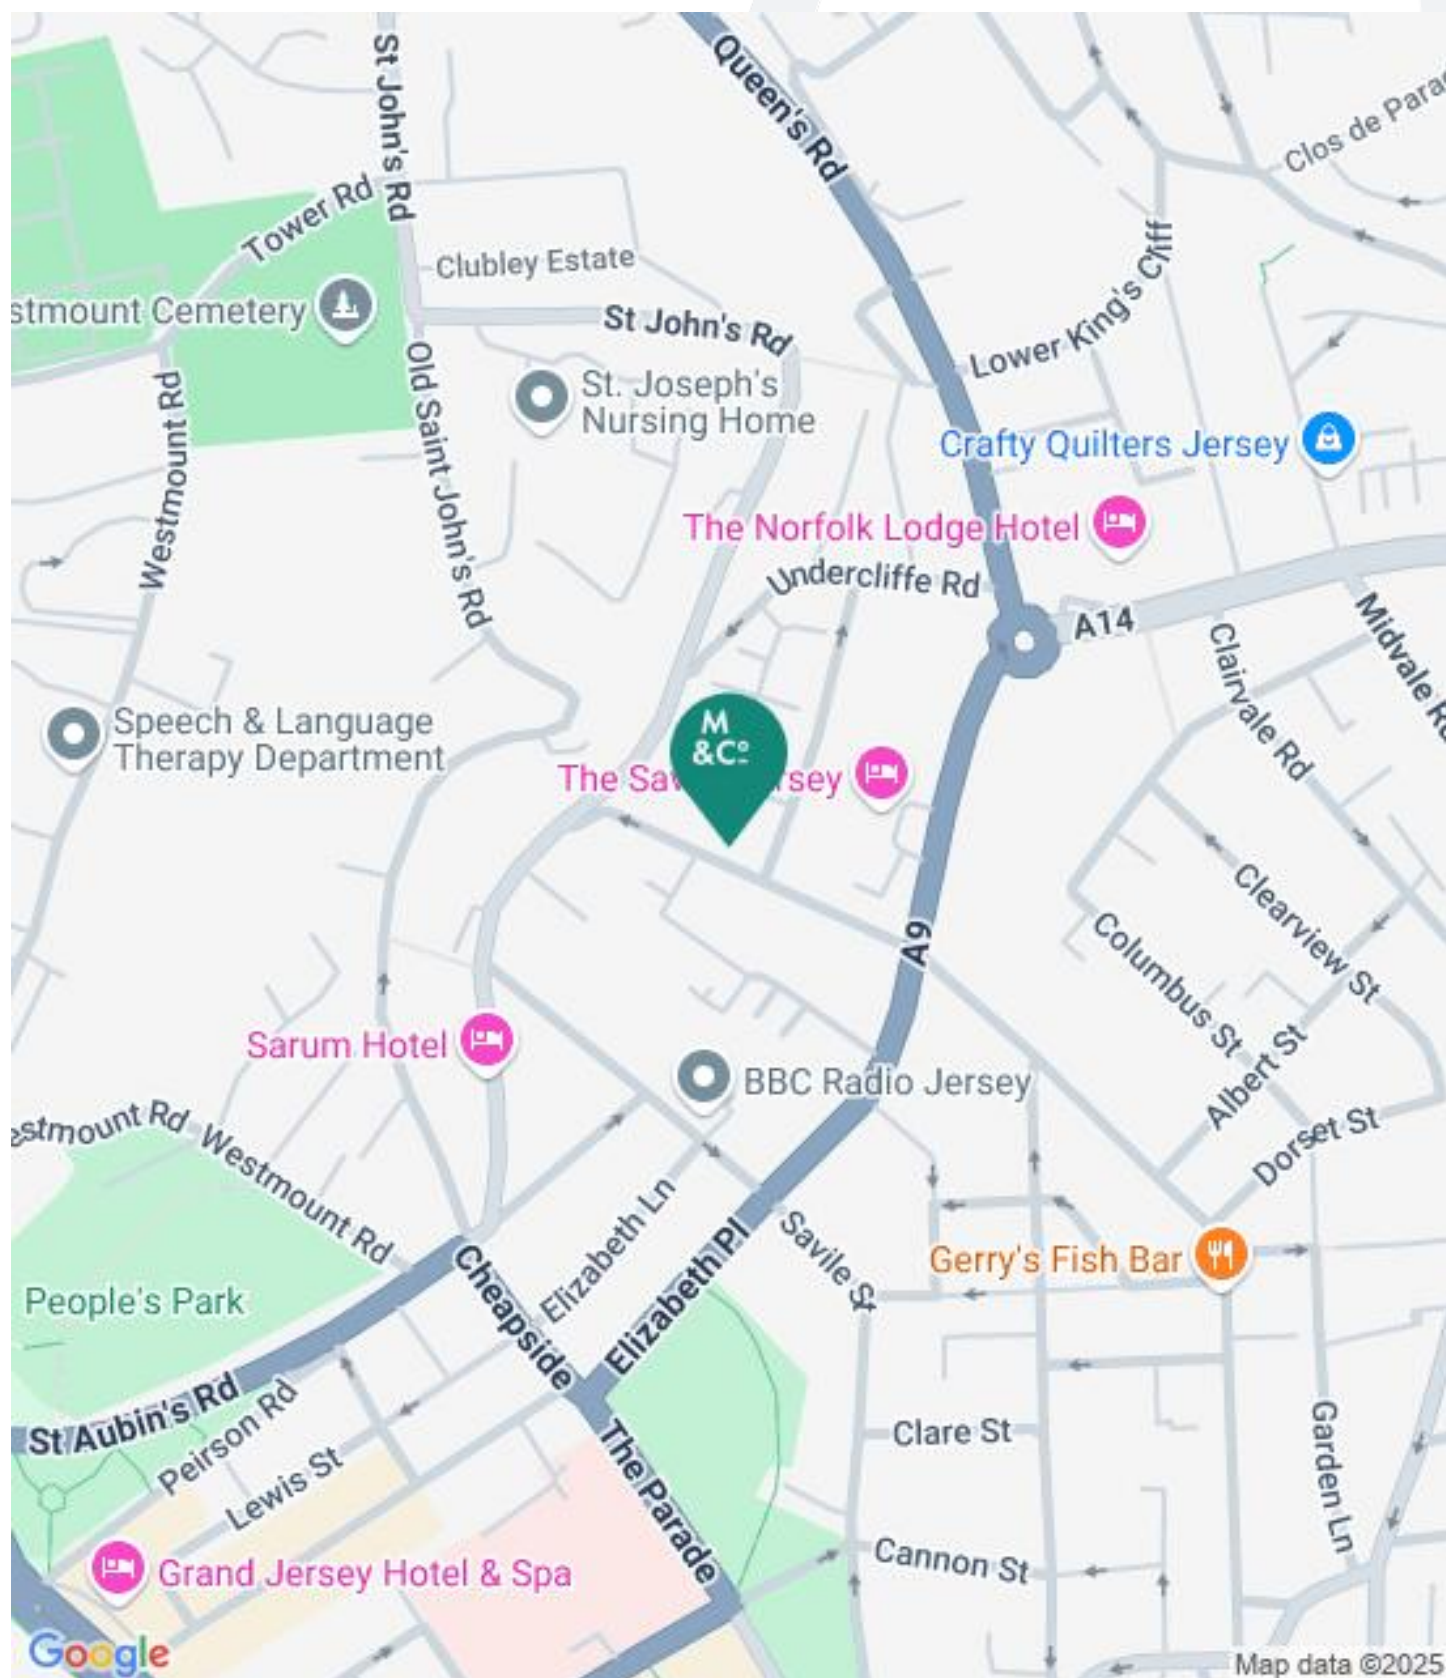 St John's Rd
Queen's Rd
Clos de Para
Tower Rd
Clubley Estate
stmount Cemetery
St John's Rd
Lower King's Cliff
Old Saint John's Rd
Westmount Rd
St. Joseph's
Nursing Home
Crafty Quilters Jersey
The Norfolk Lodge Hotel
Undercliffe Rd
A14
Midvale R
Clairvale Rd
Speech & Language
Therapy Department
M
&Co
The Sav
rsey
Clearview St
Columbus St
A9
Sarum Hotel
BBC Radio Jersey
Albert St
Dorset St
estmount Rd
Westmount Rd
Elizabeth Ln
Savile St
Elizabeth Pl
Gerry's Fish Bar
People's Park
Cheapside
St Aubin's Rd
Peirson Rd
Lewis St
The Parade
Clare St
Garden Ln
Cannon St
Grand Jersey Hotel & Spa
Google
Map data ©2025